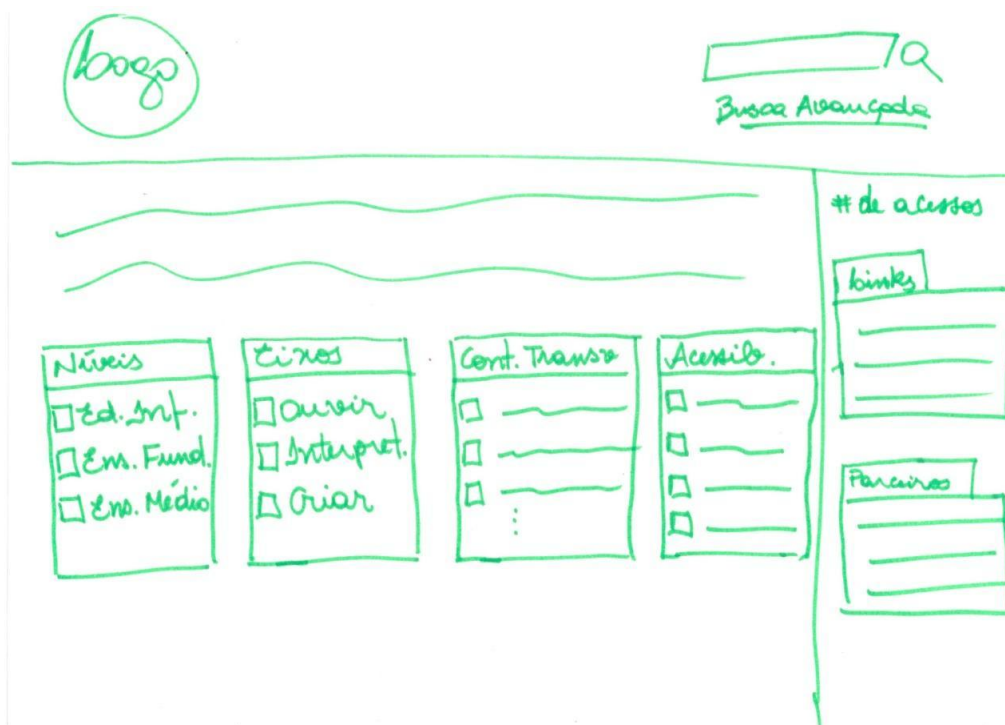 Logo
Busca Avançada
# de acessos
Links
Níveis
Ed. Inf.
Ens. Fund.
Ens. Médio
Eixos
Ouvir
Interpret.
Criar
Cont. Transv
Acessib.
Parceiros